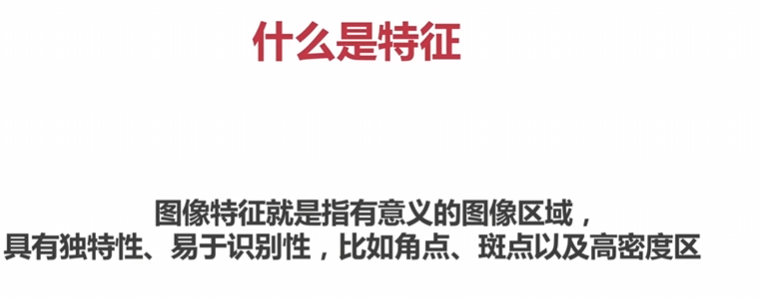 什么是特征
图像特征就是指有意义的图像区域，
具有独特性、易于识别性，比如角点、斑点以及高密度区